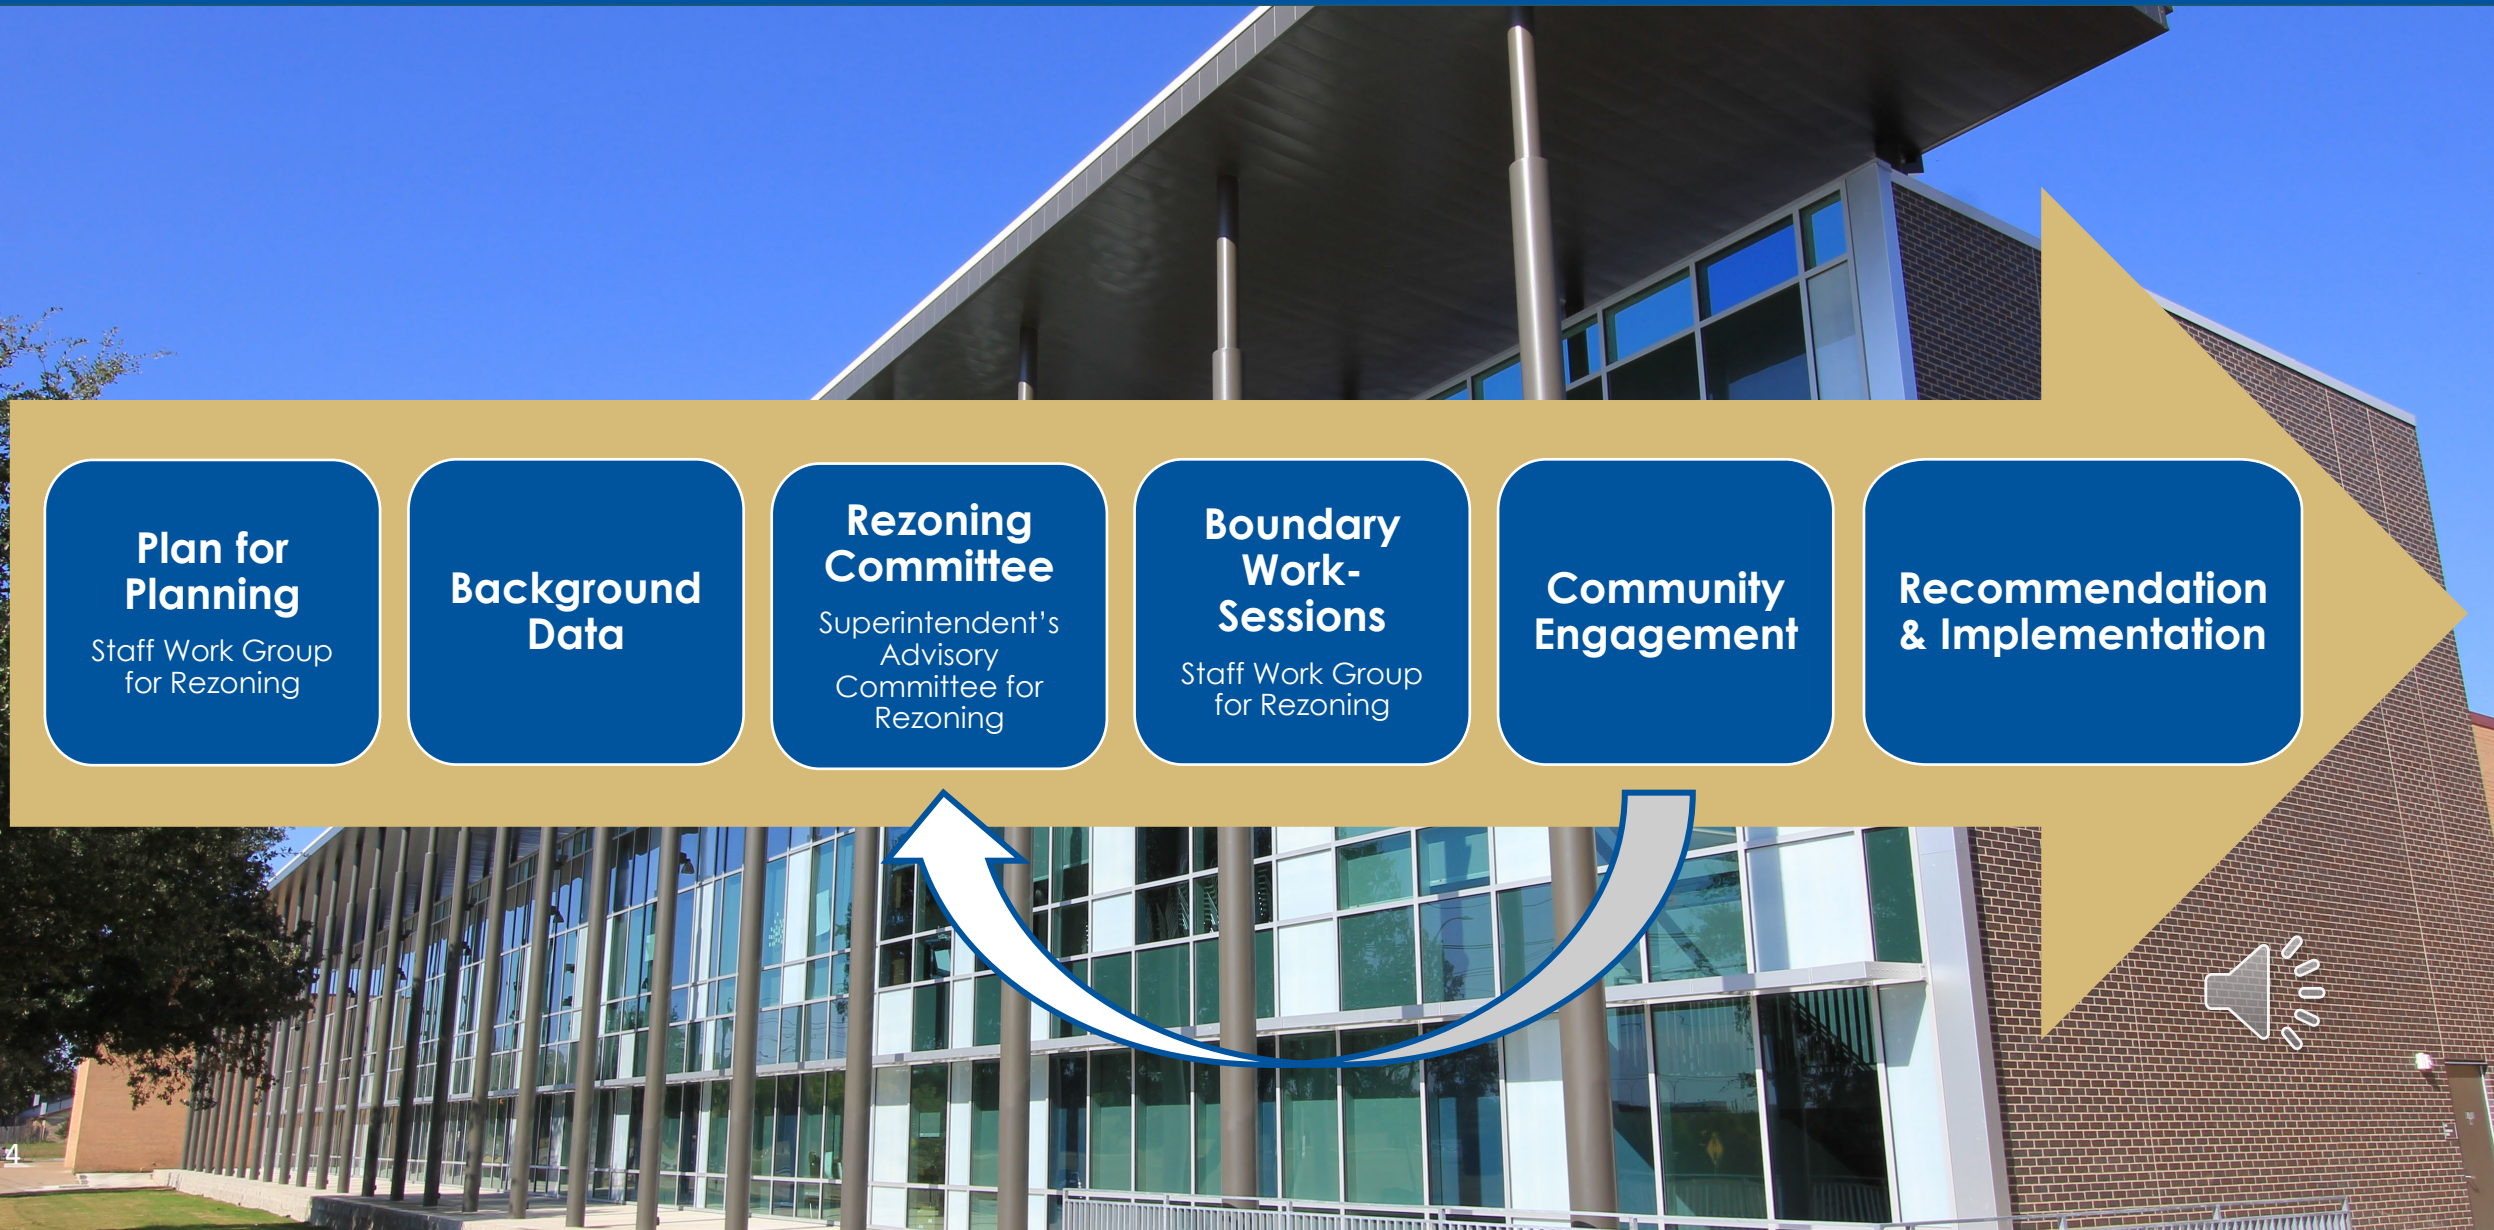 Plan for
Planning
Staff Work Group
for Rezoning
Background
Data
Rezoning
Committee
Superintendent’s
Advisory
Committee for
Rezoning
Boundary
Work-
Sessions
Staff Work Group
for Rezoning
Community
Engagement
Recommendation
& Implementation
4